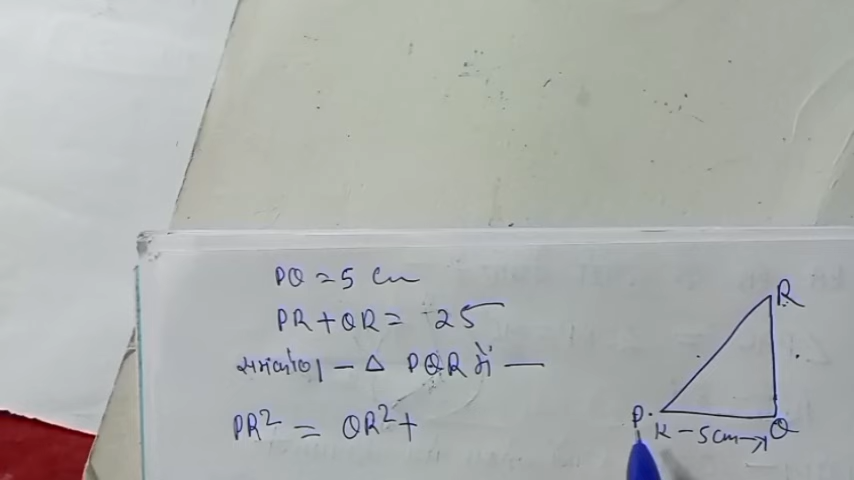 PQ = 5 cm
PR + QR = 25
समकोण - Δ PQR में —
PR² = QR² +
R
P
Q
5cm